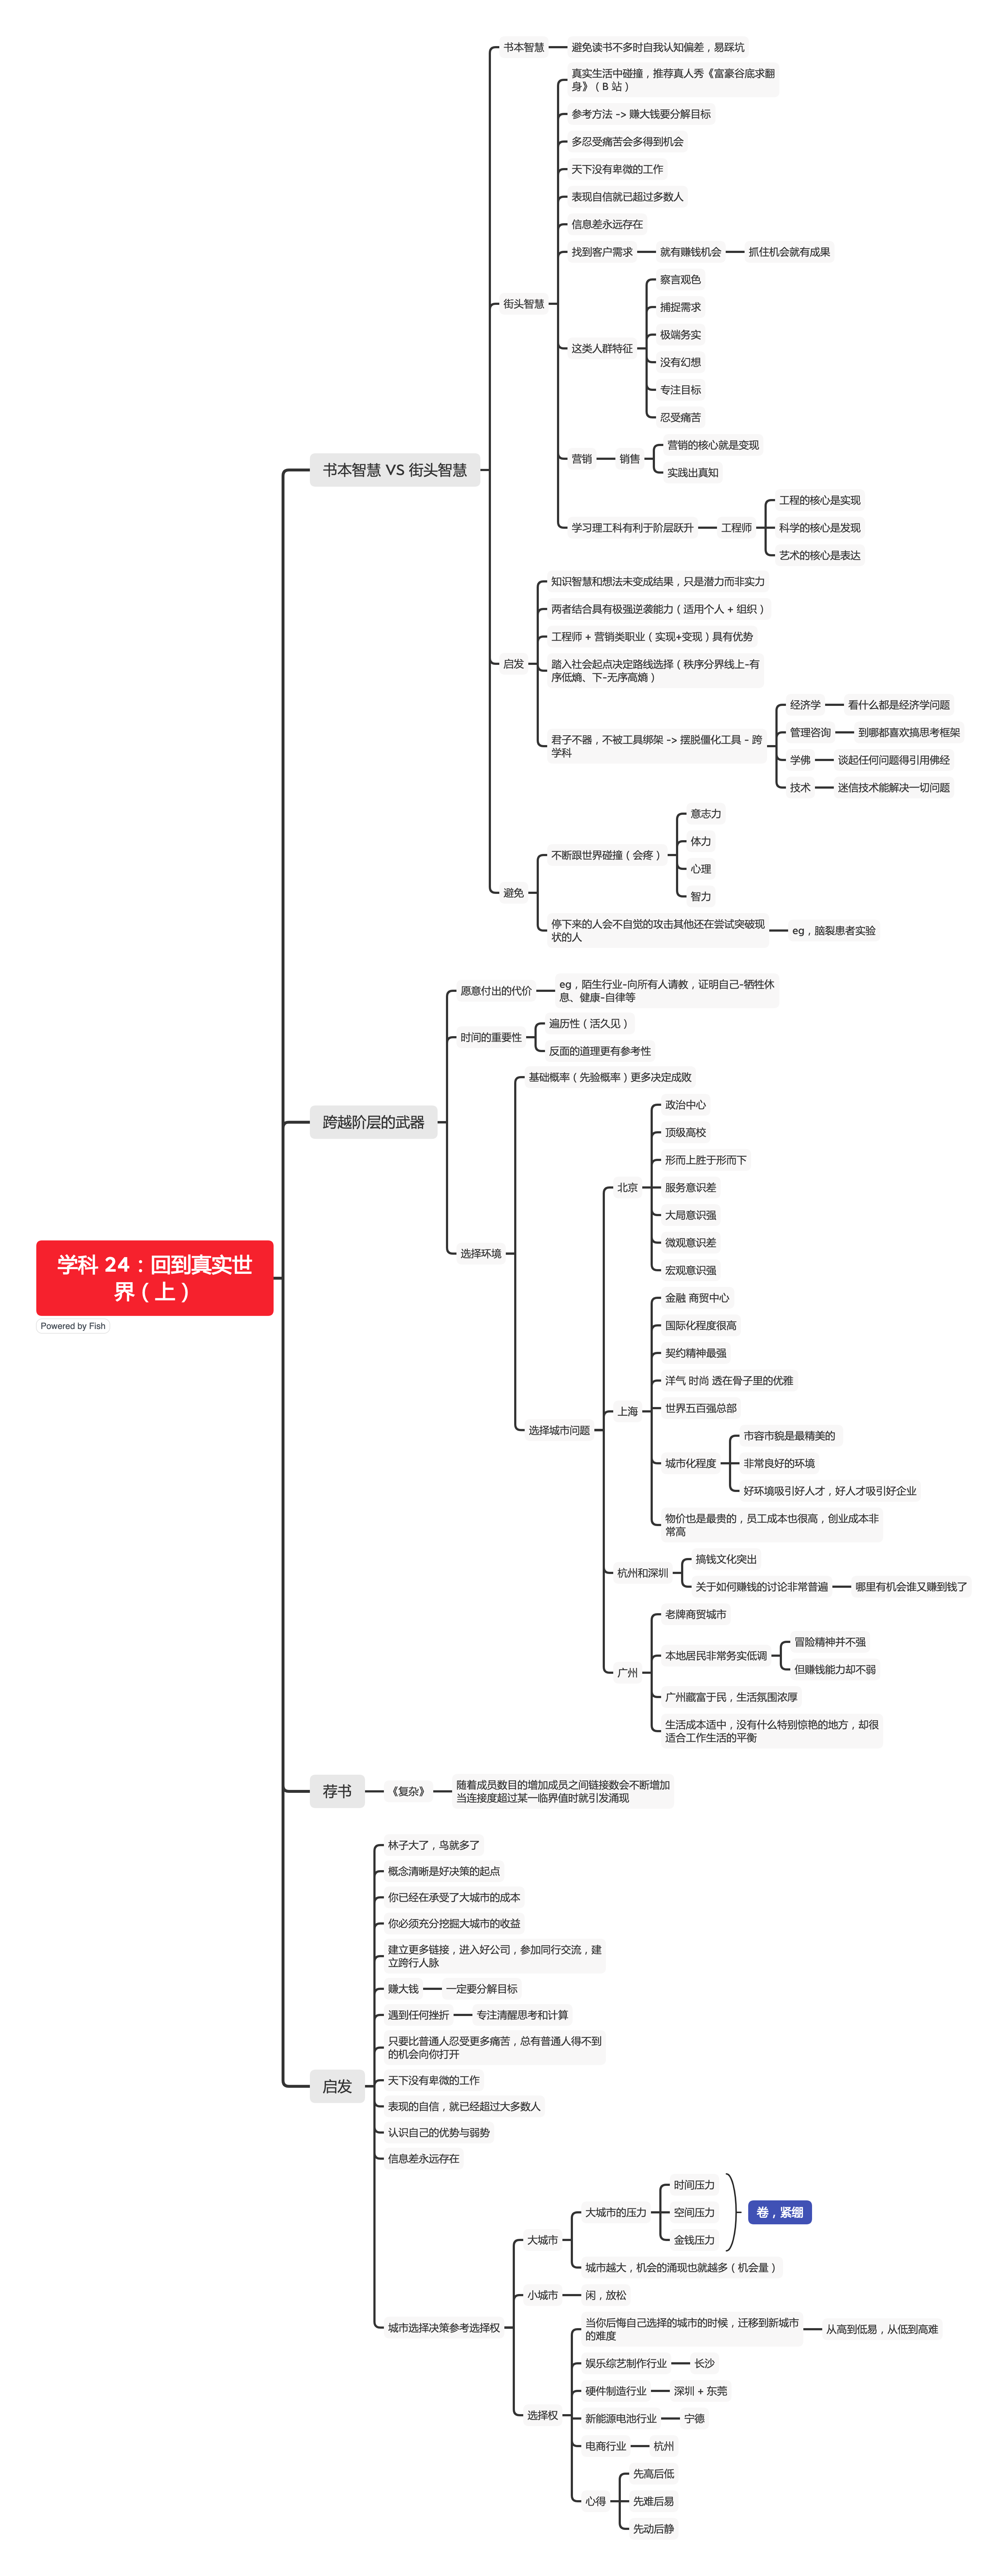 学科 24：回到真实世
界（上）
Powered by Fish
书本智慧 VS 街头智慧
书本智慧
避免读书不多时自我认知偏差，易踩坑
街头智慧
真实生活中碰撞，推荐真人秀《富豪谷底求翻
身》（B 站）
参考方法 -> 赚大钱要分解目标
多忍受痛苦会多得到机会
天下没有卑微的工作
表现自信就已超过多数人
信息差永远存在
找到客户需求
就有赚钱机会
抓住机会就有成果
这类人群特征
察言观色
捕捉需求
极端务实
没有幻想
专注目标
忍受痛苦
营销
销售
营销的核心就是变现
实践出真知
学习理工科有利于阶层跃升
工程师
工程的核心是实现
科学的核心是发现
艺术的核心是表达
启发
知识智慧和想法未变成结果，只是潜力而非实力
两者结合具有极强逆袭能力（适用个人 + 组织）
工程师 + 营销类职业（实现+变现）具有优势
踏入社会起点决定路线选择（秩序分界线上-有
序低熵、下-无序高熵）
君子不器，不被工具绑架 -> 摆脱僵化工具 - 跨
学科
经济学
看什么都是经济学问题
管理咨询
到哪都喜欢搞思考框架
学佛
谈起任何问题得引用佛经
技术
迷信技术能解决一切问题
避免
不断跟世界碰撞（会疼）
意志力
体力
心理
智力
停下来的人会不自觉的攻击其他还在尝试突破现
状的人
eg，脑裂患者实验
跨越阶层的武器
愿意付出的代价
eg，陌生行业-向所有人请教，证明自己-牺牲休
息、健康-自律等
时间的重要性
遍历性（活久见）
反面的道理更有参考性
选择环境
基础概率（先验概率）更多决定成败
选择城市问题
北京
政治中心
顶级高校
形而上胜于形而下
服务意识差
大局意识强
微观意识差
宏观意识强
上海
金融 商贸中心
国际化程度很高
契约精神最强
洋气 时尚 透在骨子里的优雅
世界五百强总部
城市化程度
市容市貌是最精美的
非常良好的环境
好环境吸引好人才，好人才吸引好企业
物价也是最贵的，员工成本也很高，创业成本非
常高
杭州和深圳
搞钱文化突出
关于如何赚钱的讨论非常普遍
哪里有机会谁又赚到钱了
广州
老牌商贸城市
本地居民非常务实低调
冒险精神并不强
但赚钱能力却不弱
广州藏富于民，生活氛围浓厚
生活成本适中，没有什么特别惊艳的地方，却很
适合工作生活的平衡
荐书
《复杂》
随着成员数目的增加成员之间链接数会不断增加
当连接度超过某一临界值时就引发涌现
启发
林子大了，鸟就多了
概念清晰是好决策的起点
你已经在承受了大城市的成本
你必须充分挖掘大城市的收益
建立更多链接，进入好公司，参加同行交流，建
立跨行人脉
赚大钱
一定要分解目标
遇到任何挫折
专注清醒思考和计算
只要比普通人忍受更多痛苦，总有普通人得不到
的机会向你打开
天下没有卑微的工作
表现的自信，就已经超过大多数人
认识自己的优势与弱势
信息差永远存在
城市选择决策参考选择权
大城市
大城市的压力
时间压力
空间压力
金钱压力
卷，紧绷
城市越大，机会的涌现也就越多（机会量）
小城市
闲，放松
选择权
当你后悔自己选择的城市的时候，迁移到新城市
的难度
从高到低易，从低到高难
娱乐综艺制作行业
长沙
硬件制造行业
深圳 + 东莞
新能源电池行业
宁德
电商行业
杭州
心得
先高后低
先难后易
先动后静